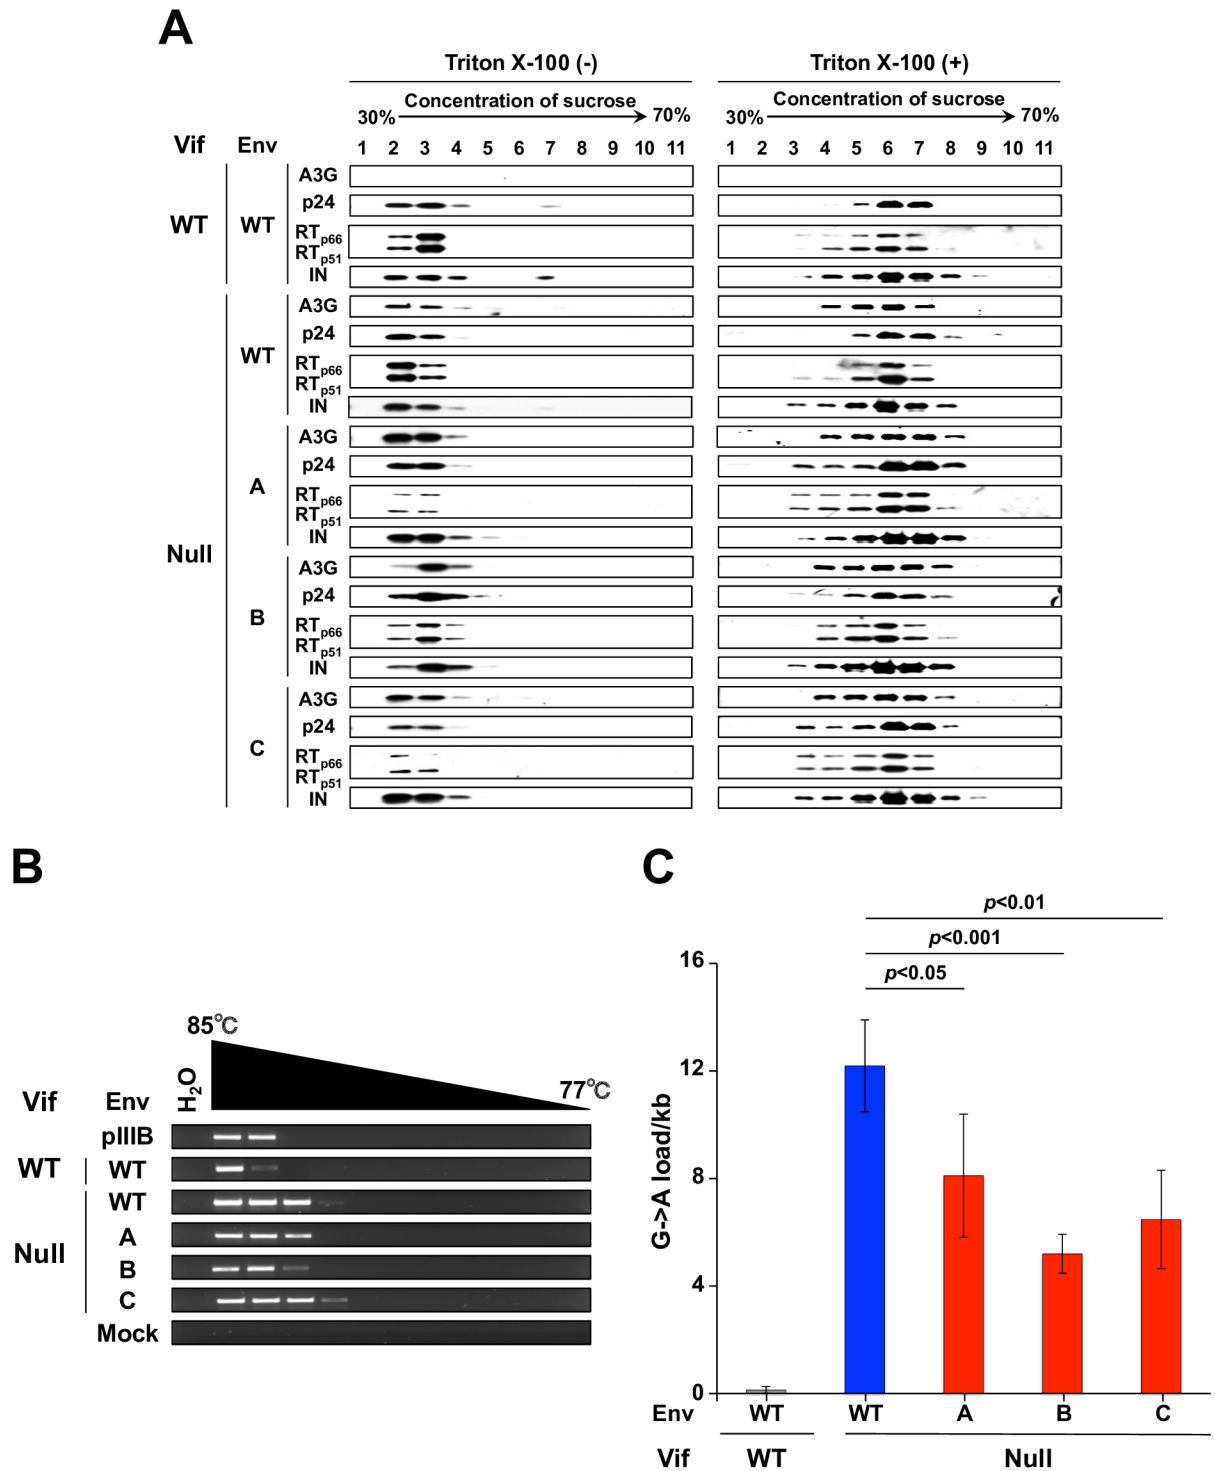 A
Triton X-100 (-)
Triton X-100 (+)
Concentration of sucrose
Concentration of sucrose
30%
70%
30%
70%
Vif
Env
1 2 3 4 5 6 7 8 9 10 11
1 2 3 4 5 6 7 8 9 10 11
WT
WT
A3G
p24
RTp66
RTp51
IN
Null
WT
A3G
p24
RTp66
RTp51
IN
A
A3G
p24
RTp66
RTp51
IN
B
A3G
p24
RTp66
RTp51
IN
C
A3G
p24
RTp66
RTp51
IN
B
85℃
77℃
Vif
Env
H2O
pIIIB
WT
WT
Null
WT
A
B
C
Mock
C
p<0.01
p<0.001
p<0.05
G->A load/kb
16
12
8
4
0
Env
WT
WT
A
B
C
Vif
WT
Null